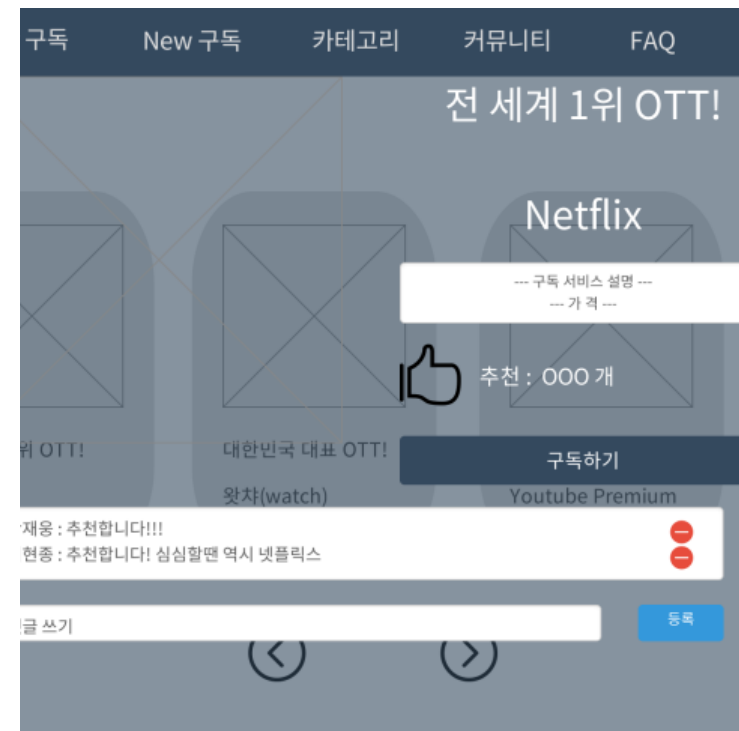 구독 New 구독 카테고리 커뮤니티 FAQ
전 세계 1위 OTT!
Netflix
--- 구독 서비스 설명 ---
--- 가 격 ---
추천 : OOO 개
위 OTT!
대한민국 대표 OTT!
구독하기
왓챠(watch)
Youtube Premium
재웅 : 추천합니다!!!
현종 : 추천합니다! 심심할땐 역시 넷플릭스
쓰기
등록